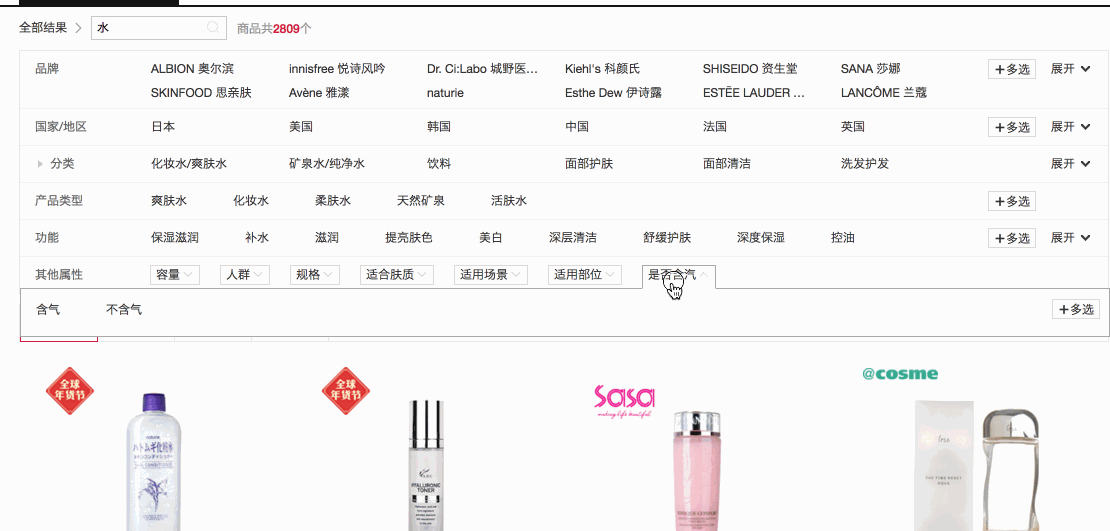 全部结果 > 水 商品共2809个
品牌 ALBION 奥尔滨 innisfree 悦诗风吟 Dr. Ci:Labo 城野医... Kiehl's 科颜氏 SHISEIDO 资生堂 SANA 莎娜 +多选 展开
SKINFOOD 思亲肤 Avène 雅漾 naturie Esthe Dew 伊诗露 ESTĒE LAUDER ... LANCÔME 兰蔻
国家/地区 日本 美国 韩国 中国 法国 英国 +多选 展开
分类 化妆水/爽肤水 矿泉水/纯净水 饮料 面部护肤 面部清洁 洗发护发 展开
产品类型 爽肤水 化妆水 柔肤水 天然矿泉 活肤水 +多选
功能 保湿滋润 补水 滋润 提亮肤色 美白 深层清洁 舒缓护肤 深度保湿 控油 +多选 展开
其他属性 容量 人群 规格 适合肤质 适用场景 适用部位 是否含汽
含气 不含气 +多选
全球
年货节
全球
年货节
sasa
making life beautiful
@cosme
ハトムギ化粧水
HYALURONIC
TONER
THE TIME RESET
AQUA